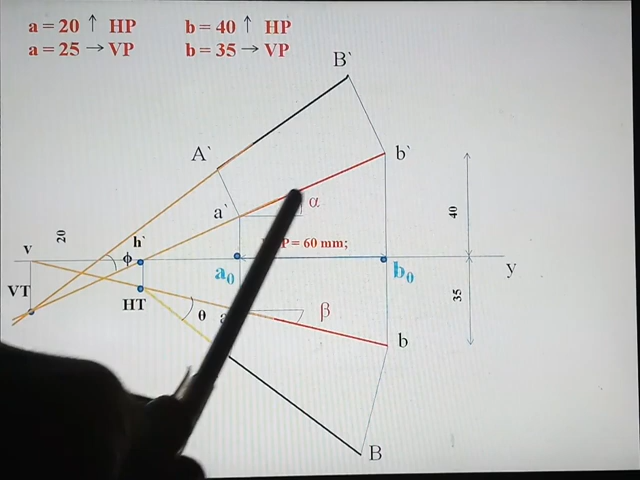 a = 20 ↑ HP b = 40 ↑ HP
a = 25 → VP b = 35 → VP
B`
A`
b`
a`
α
40
20
h`
v
ϕ
P = 60 mm;
a0
b0
y
VT
HT
θ
a
β
35
b
B